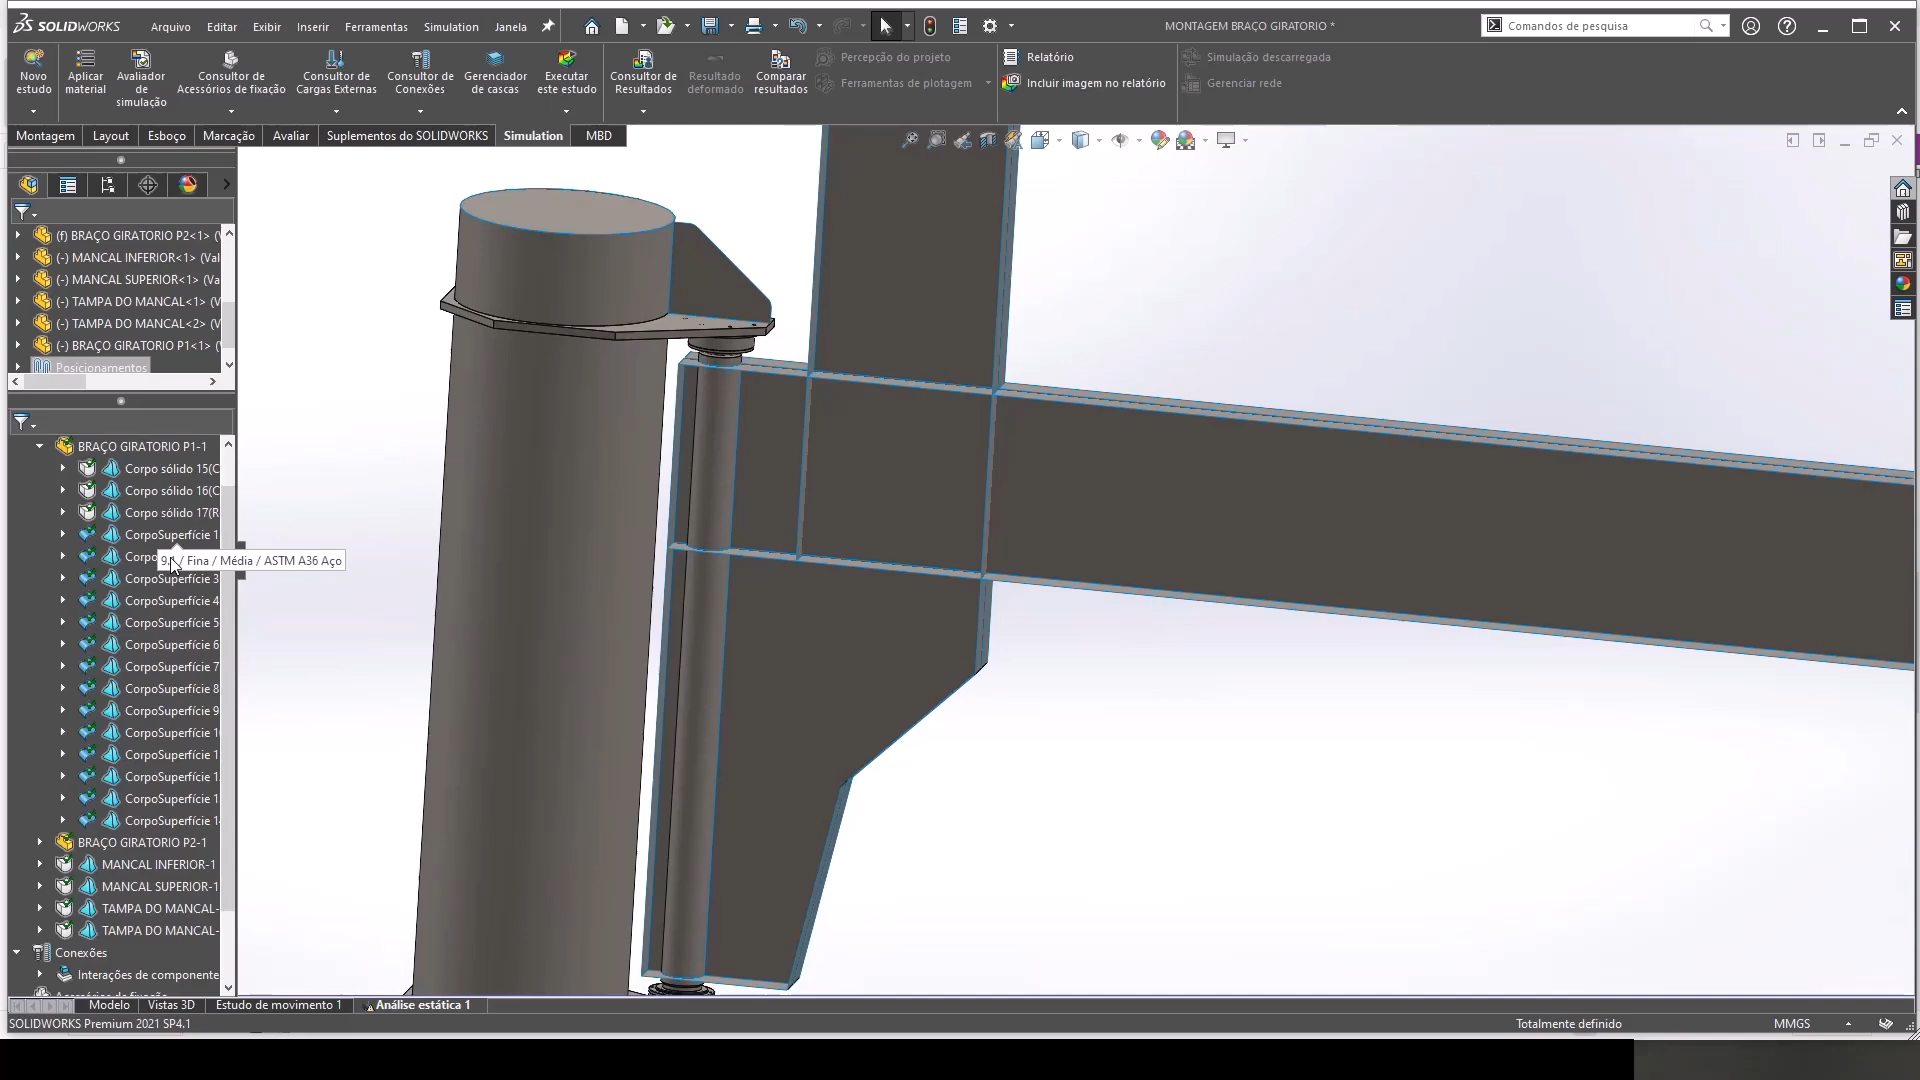 SOLIDWORKS Arquivo Editar Exibir Inserir Ferramentas Simulation Janela MONTAGEM BRAÇO GIRATORIO * Comandos de pesquisa
Novo estudo
Aplicar material
Avaliador de simulação
Consultor de Acessórios de fixação
Consultor de Cargas Externas
Consultor de Conexões
Gerenciador de cascas
Executar este estudo
Consultor de Resultados
Resultado deformado
Comparar resultados
Percepção do projeto
Ferramentas de plotagem
Relatório
Incluir imagem no relatório
Simulação descarregada
Gerenciar rede
Montagem Layout Esboço Marcação Avaliar Suplementos do SOLIDWORKS Simulation MBD
(f) BRAÇO GIRATORIO P2<1> (V
(-) MANCAL INFERIOR<1> (Val
(-) MANCAL SUPERIOR<1> (Va
(-) TAMPA DO MANCAL<1> (V
(-) TAMPA DO MANCAL<2> (V
(-) BRAÇO GIRATORIO P1<1> (
Posicionamentos
BRAÇO GIRATORIO P1-1
Corpo sólido 15(C
Corpo sólido 16(C
Corpo sólido 17(R
CorpoSuperfície 1
Corpo / Fina / Média / ASTM A36 Aço
CorpoSuperfície 3
CorpoSuperfície 4
CorpoSuperfície 5
CorpoSuperfície 6
CorpoSuperfície 7
CorpoSuperfície 8
CorpoSuperfície 9
CorpoSuperfície 1
CorpoSuperfície 1
CorpoSuperfície 1
CorpoSuperfície 1
CorpoSuperfície 1
BRAÇO GIRATORIO P2-1
MANCAL INFERIOR-1
MANCAL SUPERIOR-1
TAMPA DO MANCAL-
TAMPA DO MANCAL-
Conexões
Interações de componente
Modelo Vistas 3D Estudo de movimento 1 Análise estática 1
SOLIDWORKS Premium 2021 SP4.1 Totalmente definido MMGS